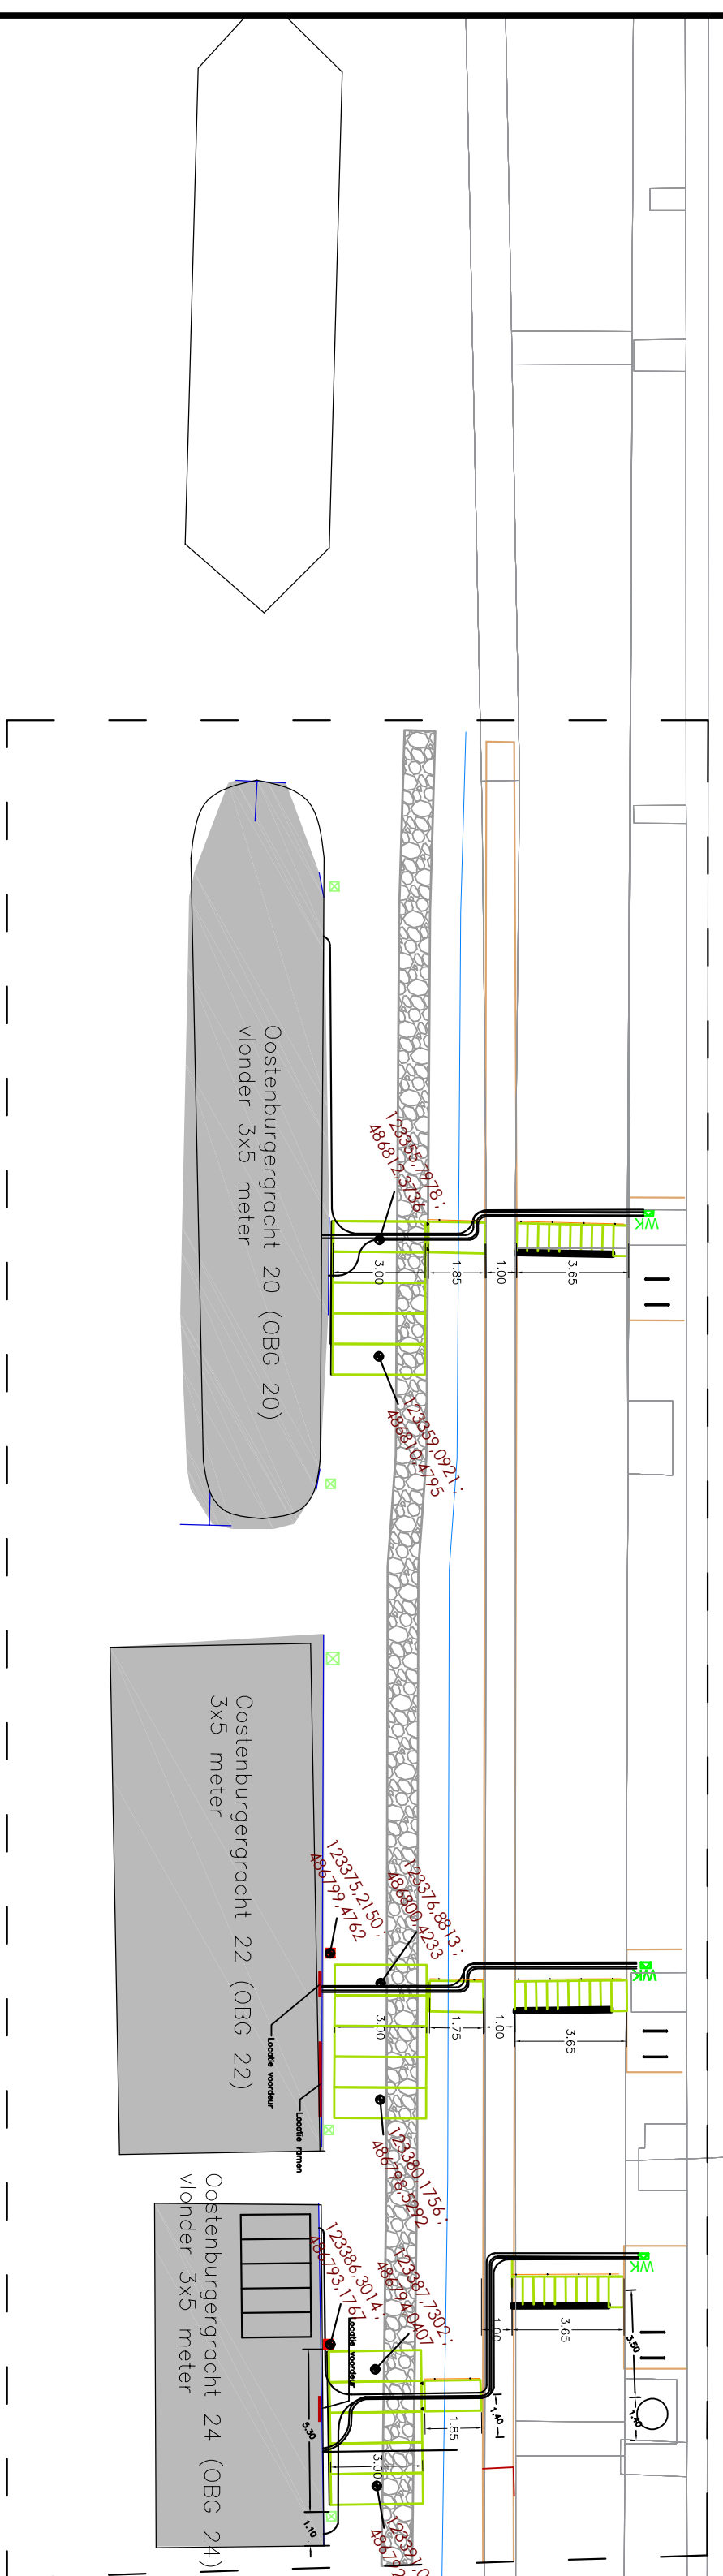 123355,7978 ;
486812,3736
WK
3.00
1.85
1.00
3.65
Oostenburgergracht 20 (OBG 20)
vlonder 3x5 meter
123359,0921 ;
486810,4795
Oostenburgergracht 22 (OBG 22)
3x5 meter
123375,2150 ;
486799,4762
123376,8813 ;
486800,4233
WK
3.00
1.75
1.00
3.65
Locatie voordeur
Locatie ramen
123380,1756 ;
486798,5292
Oostenburgergracht 24 (OBG 24)
vlonder 3x5 meter
123386,3014 ;
486793,1767
123387,7302 ;
486794,0407
WK
1.00
3.65
3.50
1.40
1.40
Locatie voordeur
1.85
5.30
3.00
1.10